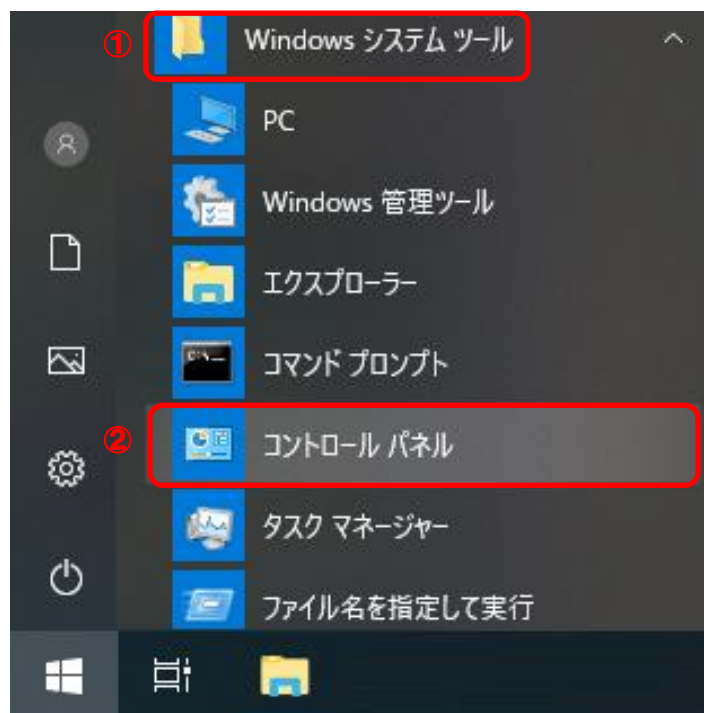 ① Windows システム ツール
PC
Windows 管理ツール
エクスプローラー
コマンド プロンプト
② コントロール パネル
タスク マネージャー
ファイル名を指定して実行